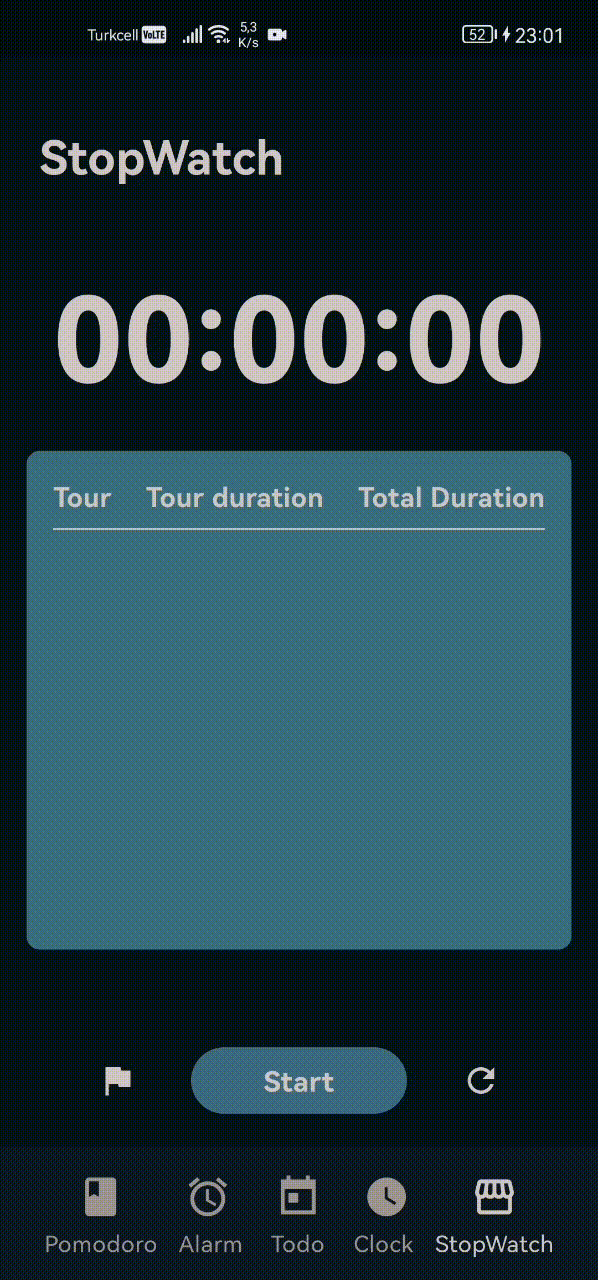 Turkcell VoLTE 5,3 K/s 52 23:01
StopWatch
00:00:00
Tour Tour duration Total Duration
Start
Pomodoro Alarm Todo Clock StopWatch